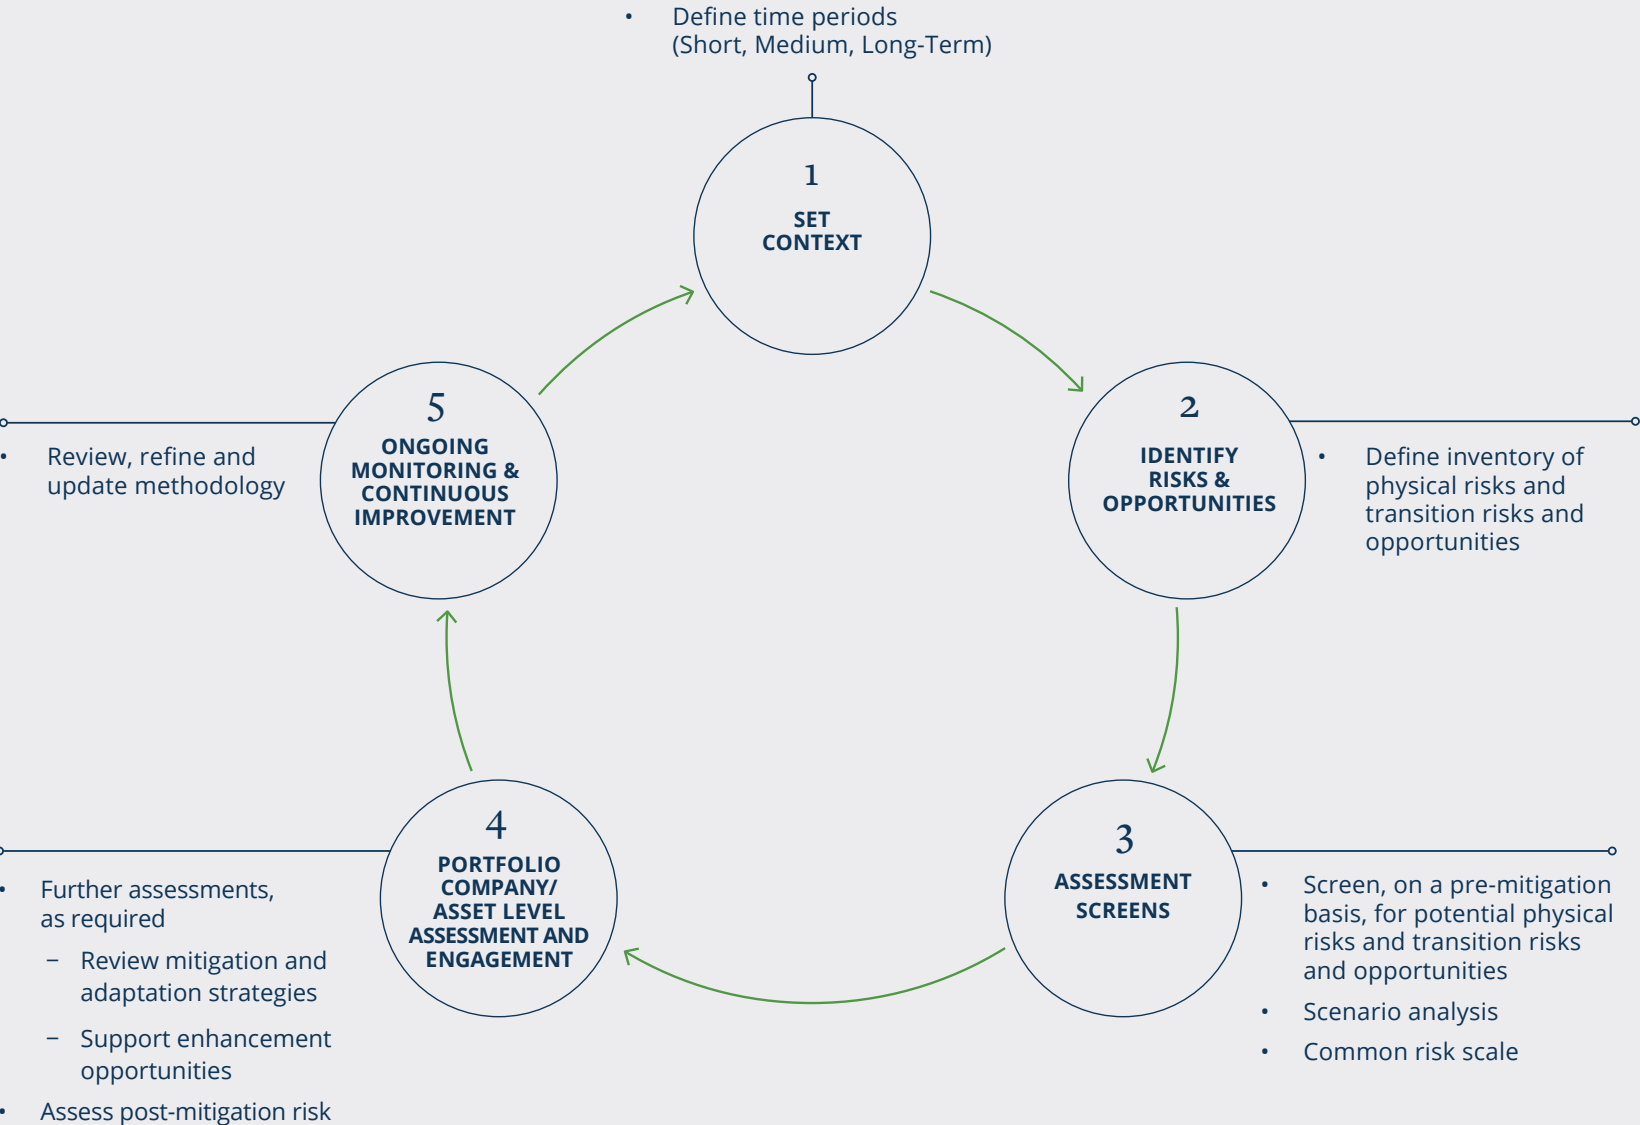 • Define time periods
(Short, Medium, Long-Term)
1
SET
CONTEXT
2
IDENTIFY
RISKS &
OPPORTUNITIES
• Define inventory of
physical risks and
transition risks and
opportunities
3
ASSESSMENT
SCREENS
• Screen, on a pre-mitigation
basis, for potential physical
risks and transition risks
and opportunities
• Scenario analysis
• Common risk scale
4
PORTFOLIO
COMPANY/
ASSET LEVEL
ASSESSMENT AND
ENGAGEMENT
• Further assessments,
as required
– Review mitigation and
adaptation strategies
– Support enhancement
opportunities
• Assess post-mitigation risk
5
ONGOING
MONITORING &
CONTINUOUS
IMPROVEMENT
• Review, refine and
update methodology